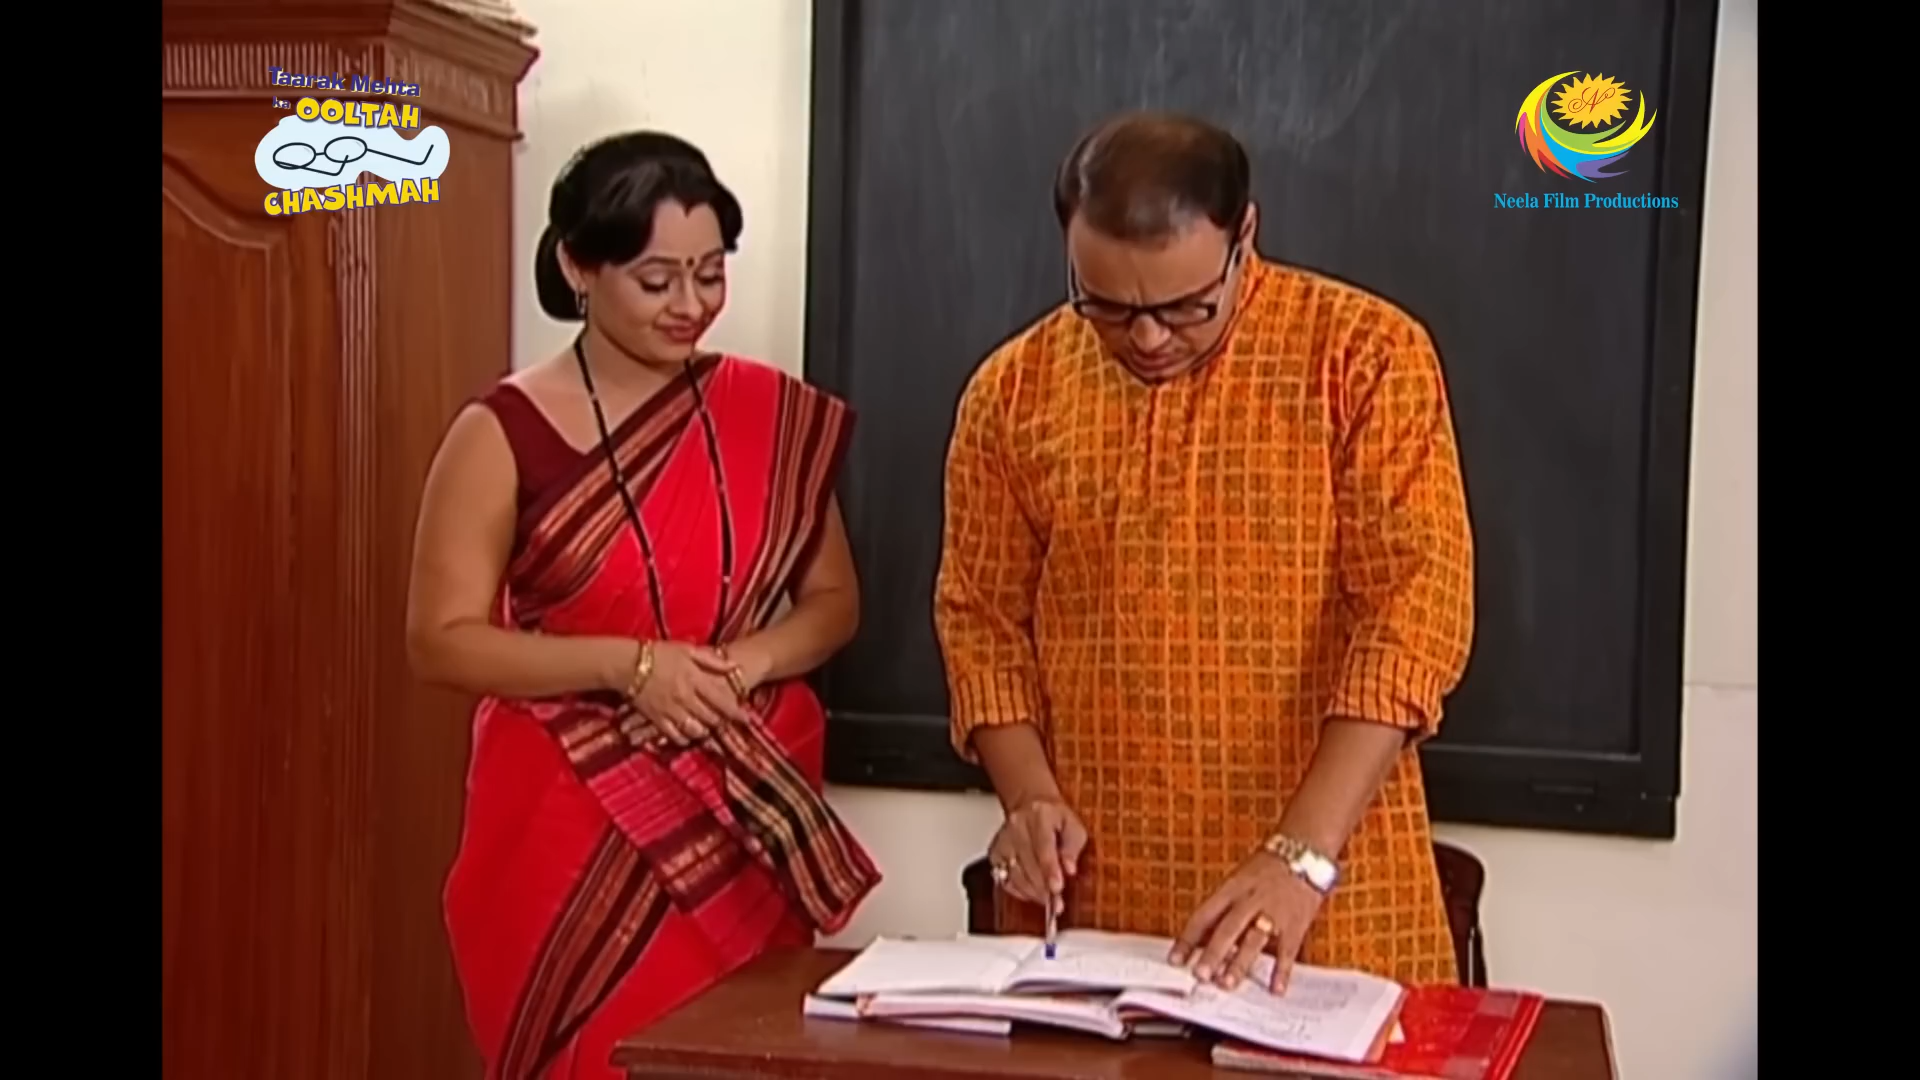 Taarak Mehta
ka OOLTAH
CHASHMAH
N
Neela Film Productions